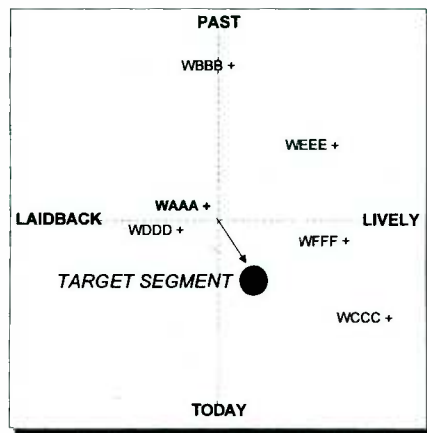 PAST
WBBB +
WEEE +
WAAA +
LAIDBACK
LIVELY
WDDD +
WFFF +
TARGET SEGMENT
WCCC +
TODAY